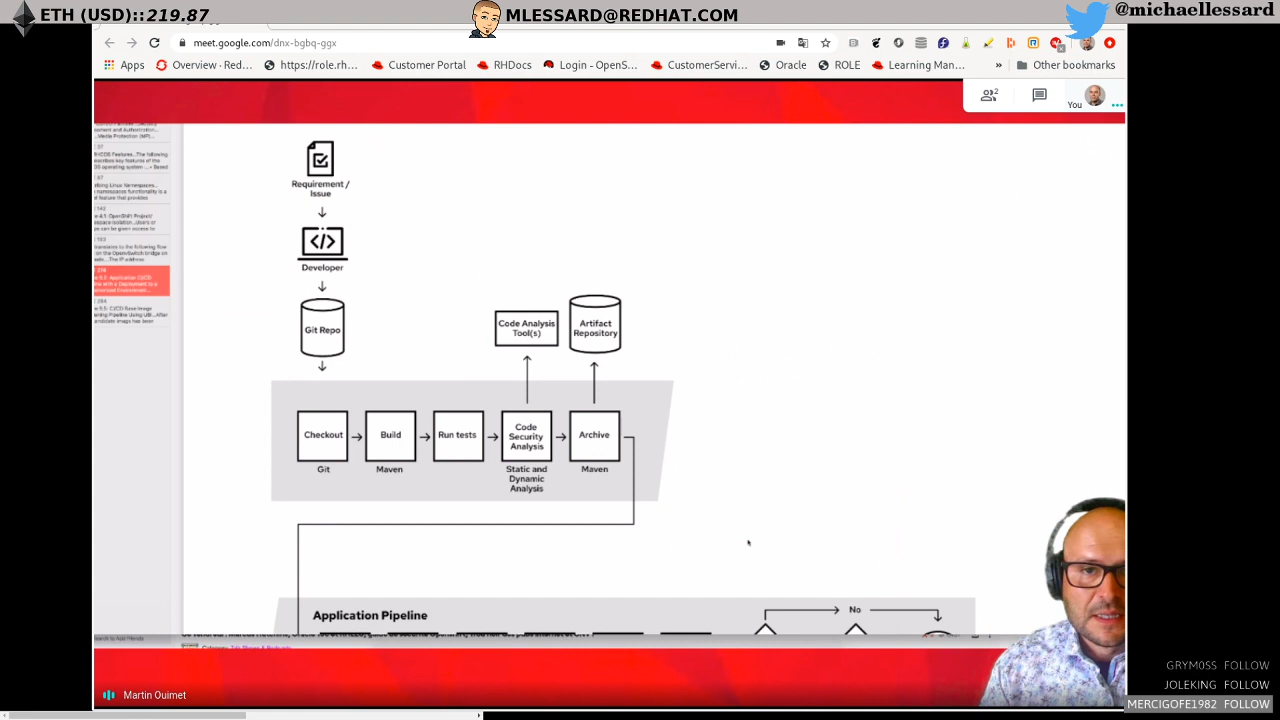 ETH (USD)::219.87
MLESSARD@REDHAT.COM
@michaellessard
meet.google.com/dnx-bgbq-ggx
Apps
Overview · Red...
https://role.rh...
Customer Portal
RHDocs
Login - OpenS...
CustomerServi...
Oracle
ROLE
Learning Man...
»
Other bookmarks
2
You
Requirement /
Issue
Developer
Git Repo
Code Analysis
Tool(s)
Artifact
Repository
Checkout
Build
Run tests
Code
Security
Analysis
Archive
Git
Maven
Static and
Dynamic
Analysis
Maven
Application Pipeline
No
Martin Ouimet
GRYM0SS FOLLOW
JOLEKING FOLLOW
MERCIGOFE1982 FOLLOW